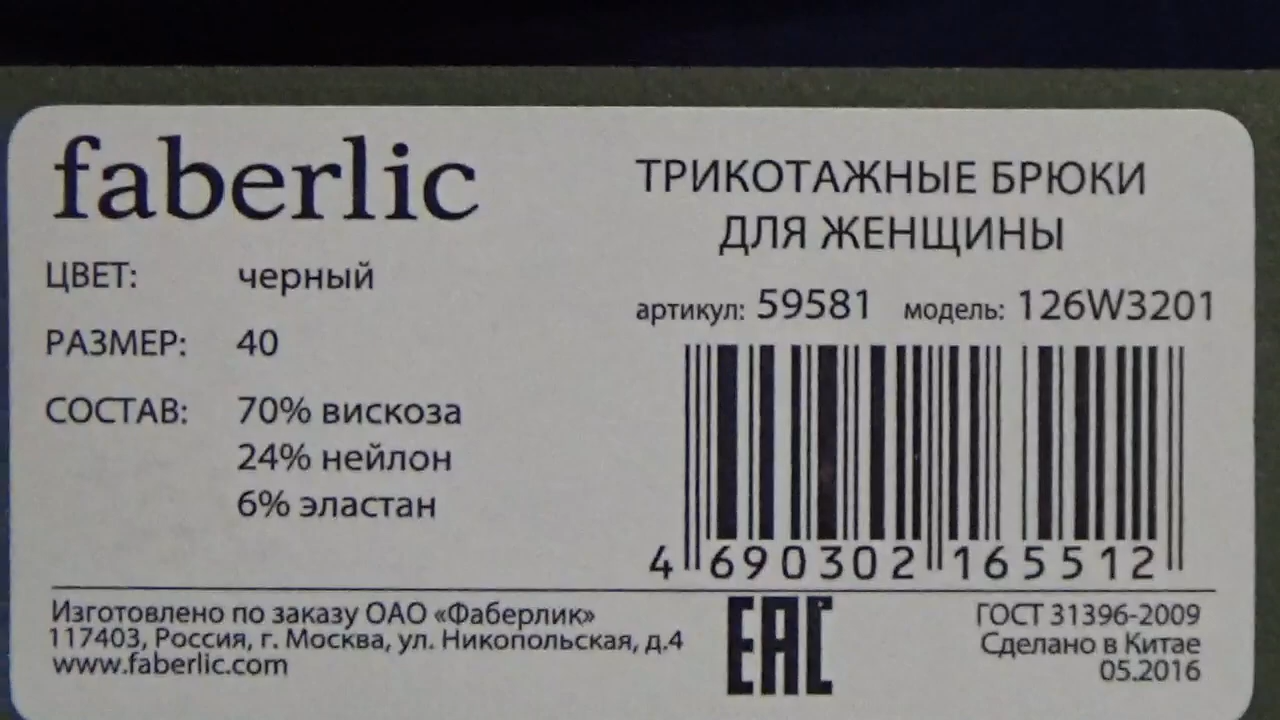 faberlic
ЦВЕТ: черный
РАЗМЕР: 40
СОСТАВ: 70% вискоза
24% нейлон
6% эластан
ТРИКОТАЖНЫЕ БРЮКИ
ДЛЯ ЖЕНЩИНЫ
артикул: 59581 модель: 126W3201
4 690302 165512
Изготовлено по заказу ОАО «Фаберлик»
117403, Россия, г. Москва, ул. Никопольская, д.4
www.faberlic.com
EAC
ГОСТ 31396-2009
Сделано в Китае
05.2016